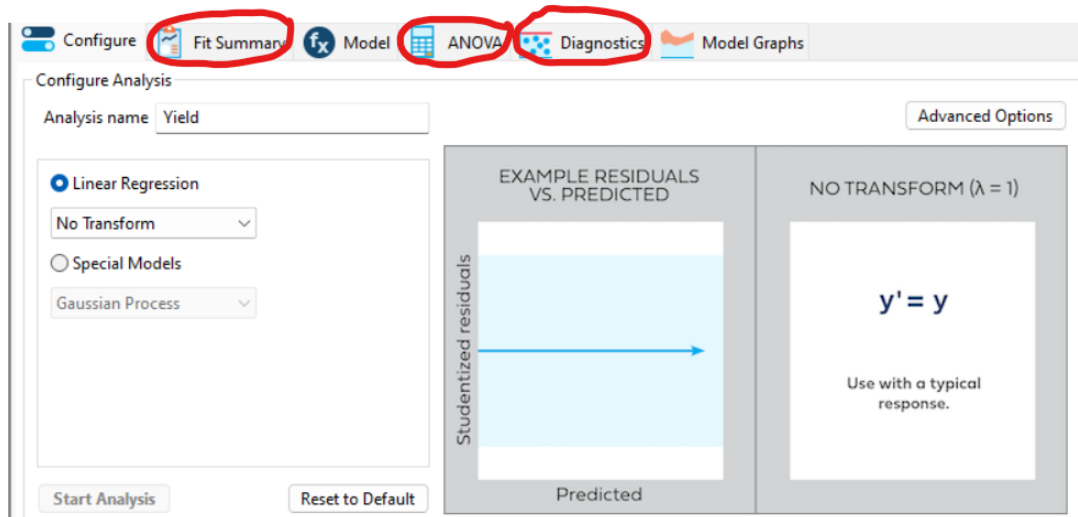 Configure Fit Summary fx Model ANOVA Diagnostics Model Graphs
Configure Analysis
Analysis name Yield
Advanced Options
Linear Regression
No Transform
Special Models
Gaussian Process
Start Analysis
Reset to Default
EXAMPLE RESIDUALS
VS. PREDICTED
Studentized residuals
Predicted
NO TRANSFORM (λ = 1)
y' = y
Use with a typical
response.